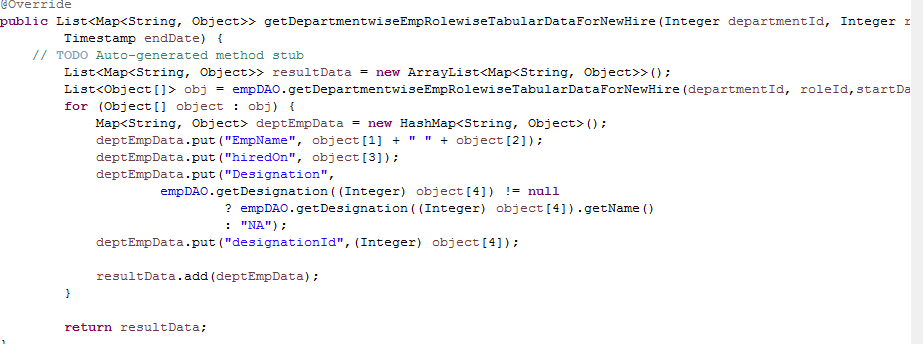 @Override
public List<Map<String, Object>> getDepartmentwiseEmpRolewiseTabularDataForNewHire(Integer departmentId, Integer r
        Timestamp endDate) {
    // TODO Auto-generated method stub
        List<Map<String, Object>> resultData = new ArrayList<Map<String, Object>>();
        List<Object[]> obj = empDAO.getDepartmentwiseEmpRolewiseTabularDataForNewHire(departmentId, roleId,startDa
        for (Object[] object : obj) {
            Map<String, Object> deptEmpData = new HashMap<String, Object>();
            deptEmpData.put("EmpName", object[1] + " " + object[2]);
            deptEmpData.put("hiredOn", object[3]);
            deptEmpData.put("Designation",
                    empDAO.getDesignation((Integer) object[4]) != null
                            ? empDAO.getDesignation((Integer) object[4]).getName()
                            : "NA");
            deptEmpData.put("designationId",(Integer) object[4]);
            resultData.add(deptEmpData);
        }
        return resultData;